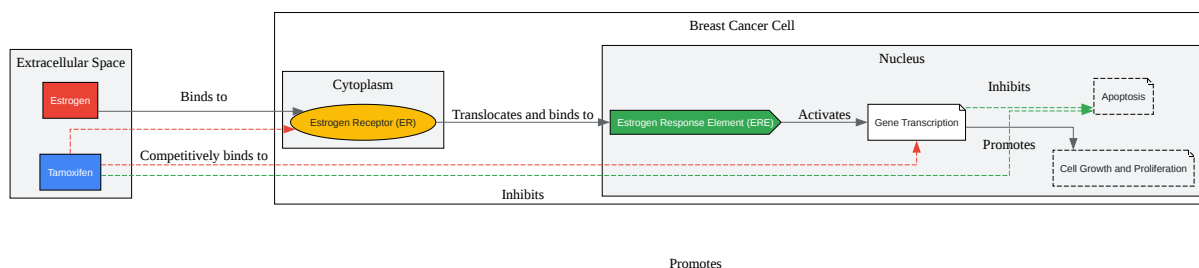 Breast Cancer Cell
Extracellular Space
Nucleus
Cytoplasm
Estrogen
Binds to
Estrogen Receptor (ER)
Translocates and binds to
Estrogen Response Element (ERE)
Activates
Gene Transcription
Inhibits
Apoptosis
Promotes
Cell Growth and Proliferation
Tamoxifen
Competitively binds to
Inhibits
Promotes